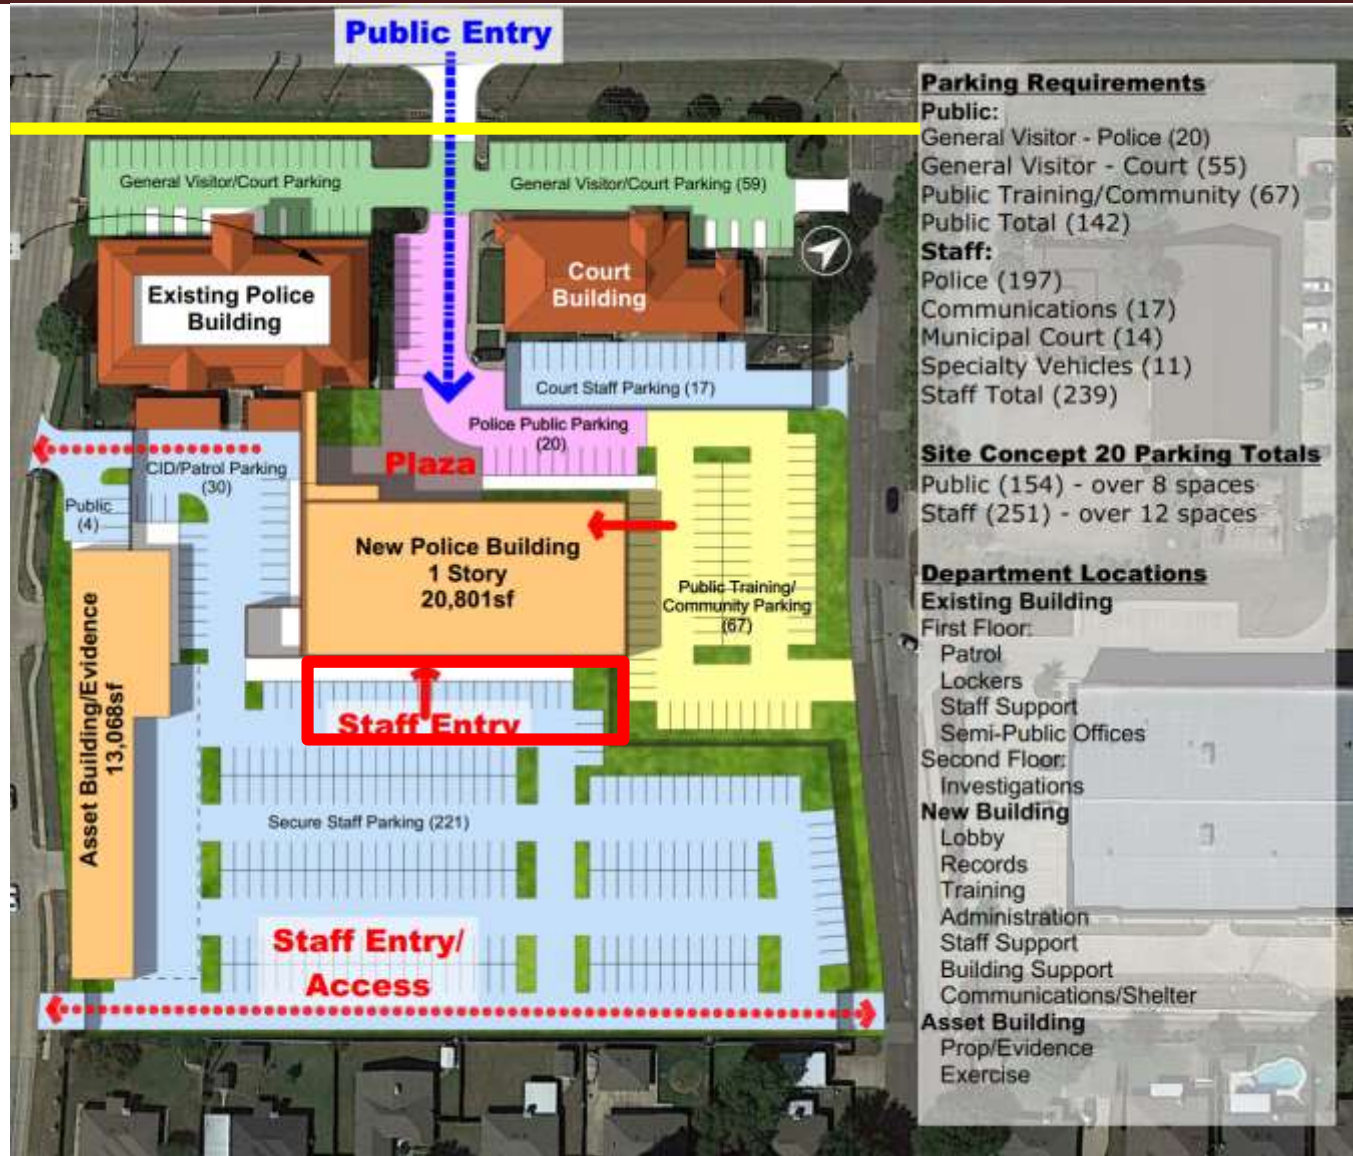 Public Entry
General Visitor/Court Parking
General Visitor/Court Parking (59)
Existing Police
Building
Court
Building
Court Staff Parking (17)
Police Public Parking
(20)
Plaza
CID/Patrol Parking
(30)
Public
(4)
New Police Building
1 Story
20,801sf
Public Training/
Community Parking
(67)
Asset Building/Evidence
13,068sf
Staff Entry
Secure Staff Parking (221)
Staff Entry/
Access
Parking Requirements
Public:
General Visitor - Police (20)
General Visitor - Court (55)
Public Training/Community (67)
Public Total (142)
Staff:
Police (197)
Communications (17)
Municipal Court (14)
Specialty Vehicles (11)
Staff Total (239)
Site Concept 20 Parking Totals
Public (154) - over 8 spaces
Staff (251) - over 12 spaces
Department Locations
Existing Building
First Floor:
Patrol
Lockers
Staff Support
Semi-Public Offices
Second Floor:
Investigations
New Building
Lobby
Records
Training
Administration
Staff Support
Building Support
Communications/Shelter
Asset Building
Prop/Evidence
Exercise